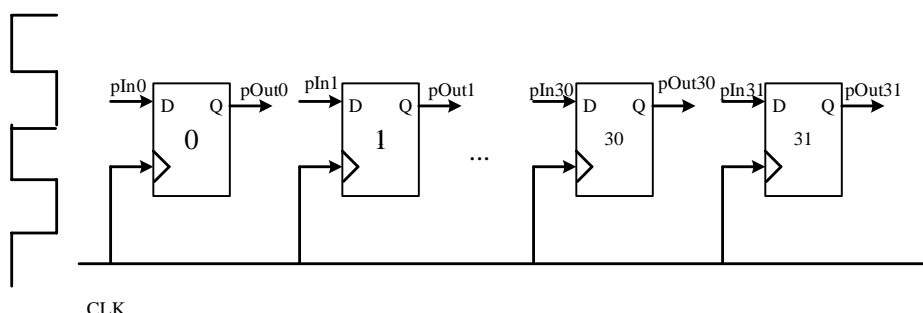 pIn0 pOut0 pIn1 pOut1 pIn30 pOut30 pIn31 pOut31
D Q D Q D Q D Q
0 1 ... 30 31
CLK